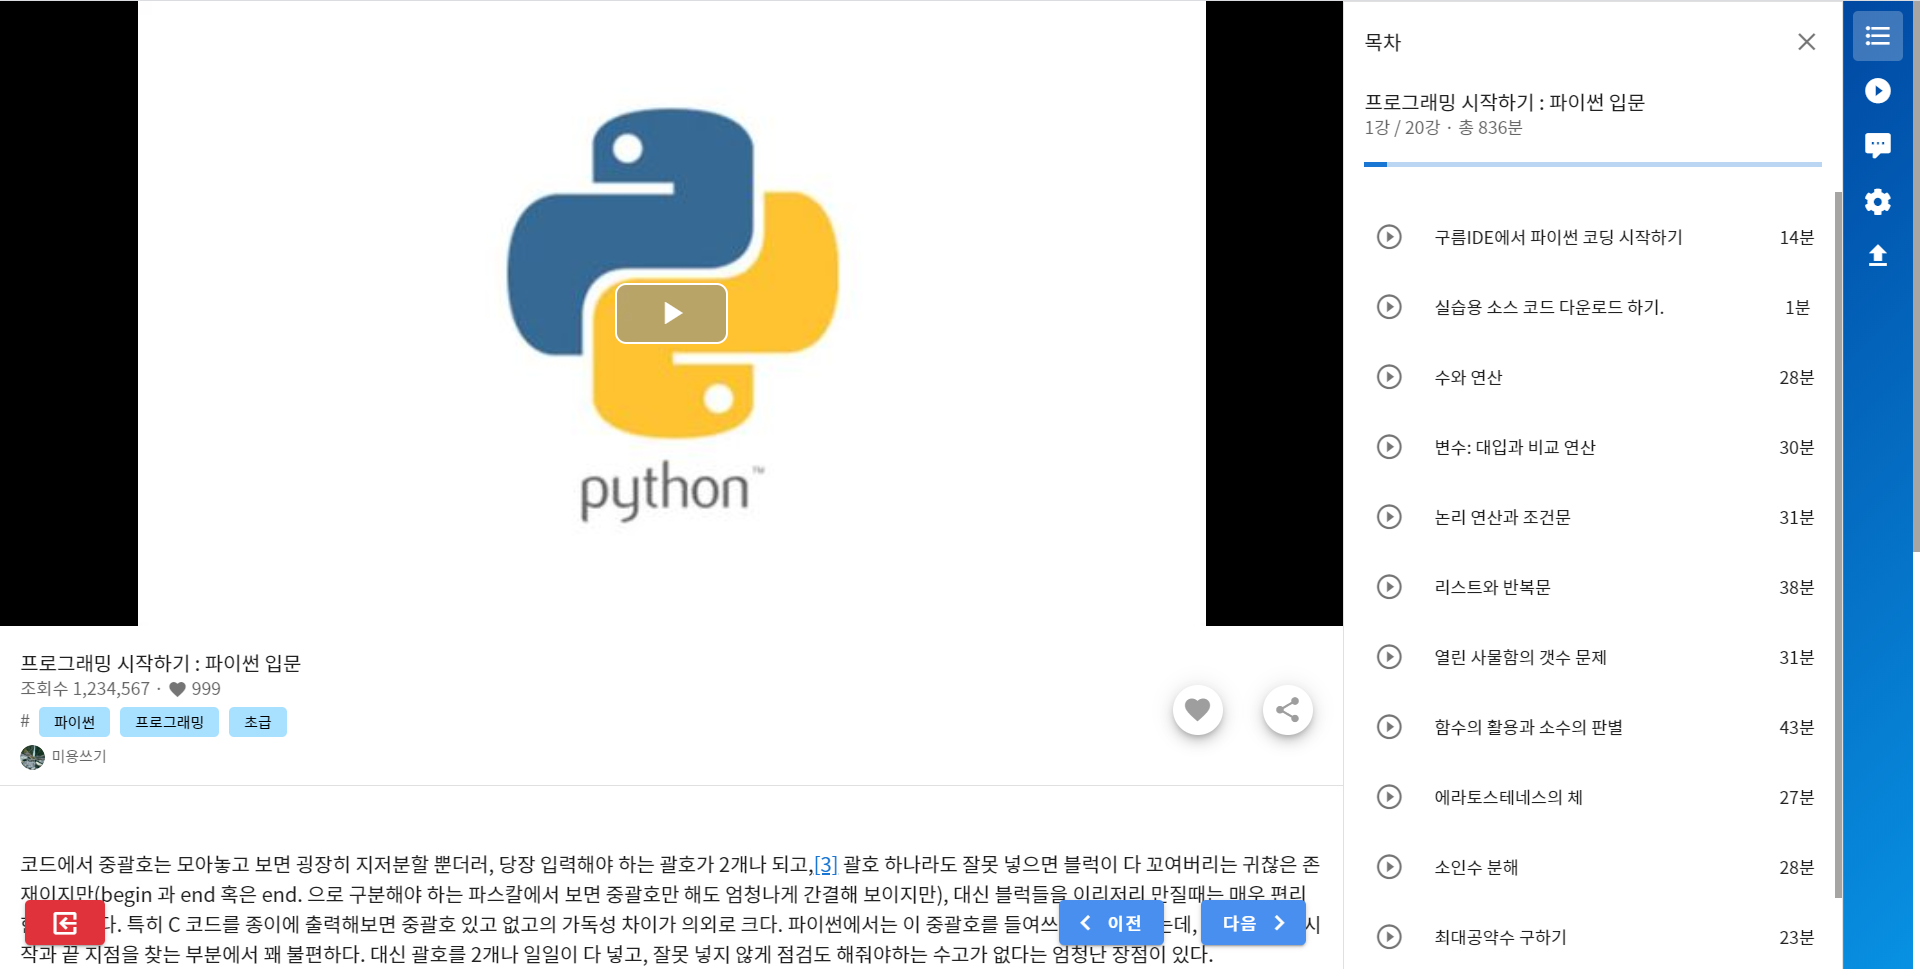 python™
프로그래밍 시작하기 : 파이썬 입문
조회수 1,234,567 · 999
# 파이썬 프로그래밍 초급
미용쓰기
코드에서 중괄호는 모아놓고 보면 굉장히 지저분할 뿐더러, 당장 입력해야 하는 괄호가 2개나 되고,[3] 괄호 하나라도 잘못 넣으면 블럭이 다 꼬여버리는 귀찮은 존
재이지만(begin 과 end 혹은 end. 으로 구분해야 하는 파스칼에서 보면 중괄호만 해도 엄청나게 간결해 보이지만), 대신 블럭들을 이리저리 만질때는 매우 편리
다. 특히 C 코드를 종이에 출력해보면 중괄호 있고 없고의 가독성 차이가 의외로 크다. 파이썬에서는 이 중괄호를 들여쓰 는데, 시
작과 끝 지점을 찾는 부분에서 꽤 불편하다. 대신 괄호를 2개나 일일이 다 넣고, 잘못 넣지 않게 점검도 해줘야하는 수고가 없다는 엄청난 장점이 있다.
이전
다음
목차
프로그래밍 시작하기 : 파이썬 입문
1강 / 20강 · 총 836분
구름IDE에서 파이썬 코딩 시작하기 14분
실습용 소스 코드 다운로드 하기. 1분
수와 연산 28분
변수: 대입과 비교 연산 30분
논리 연산과 조건문 31분
리스트와 반복문 38분
열린 사물함의 갯수 문제 31분
함수의 활용과 소수의 판별 43분
에라토스테네스의 체 27분
소인수 분해 28분
최대공약수 구하기 23분